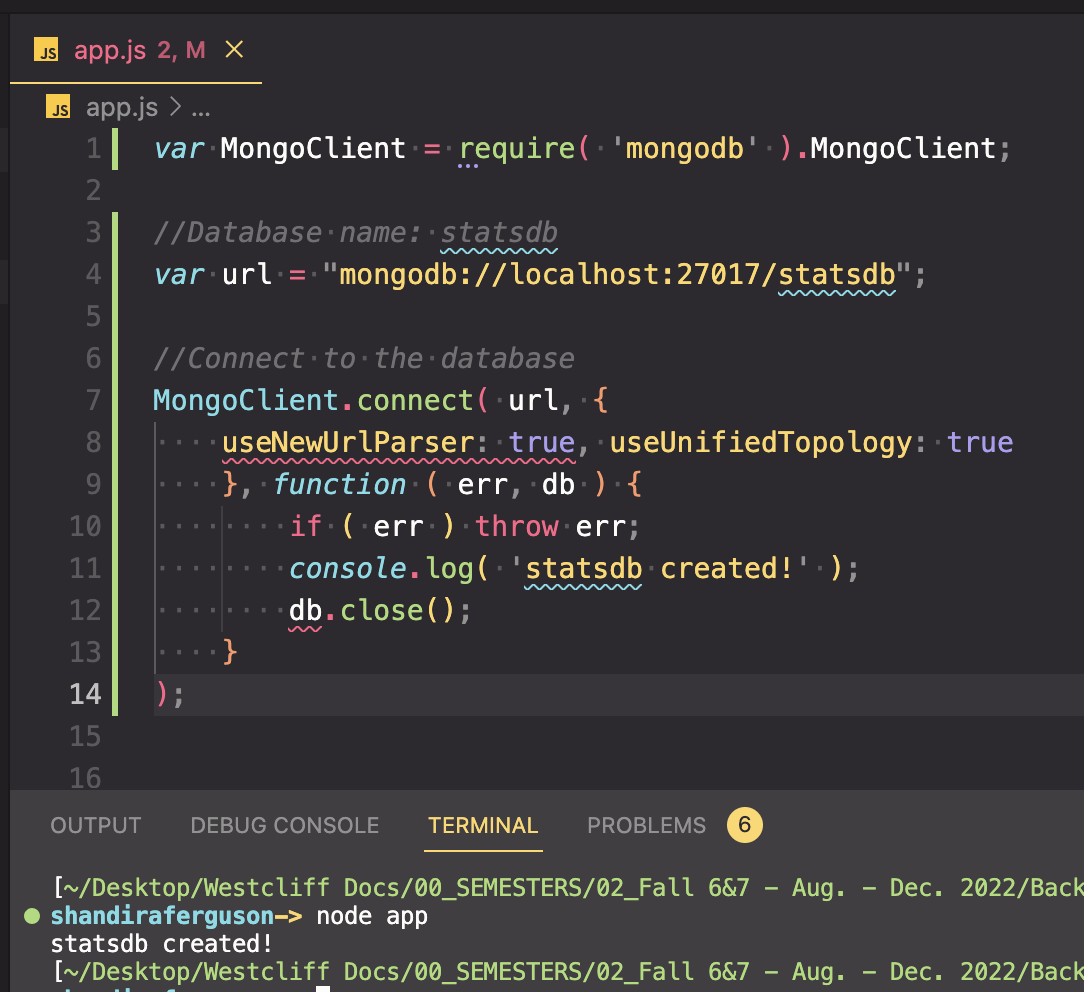 JS app.js 2, M
JS app.js > ...
1 var MongoClient = require( 'mongodb' ).MongoClient;
2
3 //Database name: statsdb
4 var url = "mongodb://localhost:27017/statsdb";
5
6 //Connect to the database
7 MongoClient.connect( url, {
8 useNewUrlParser: true, useUnifiedTopology: true
9 }, function ( err, db ) {
10 if ( err ) throw err;
11 console.log( 'statsdb created!' );
12 db.close();
13 }
14 );
15
16
OUTPUT DEBUG CONSOLE TERMINAL PROBLEMS 6
[~/Desktop/Westcliff Docs/00_SEMESTERS/02_Fall 6&7 - Aug. - Dec. 2022/Back
shandiraferguson-> node app
statsdb created!
[~/Desktop/Westcliff Docs/00_SEMESTERS/02_Fall 6&7 - Aug. - Dec. 2022/Back